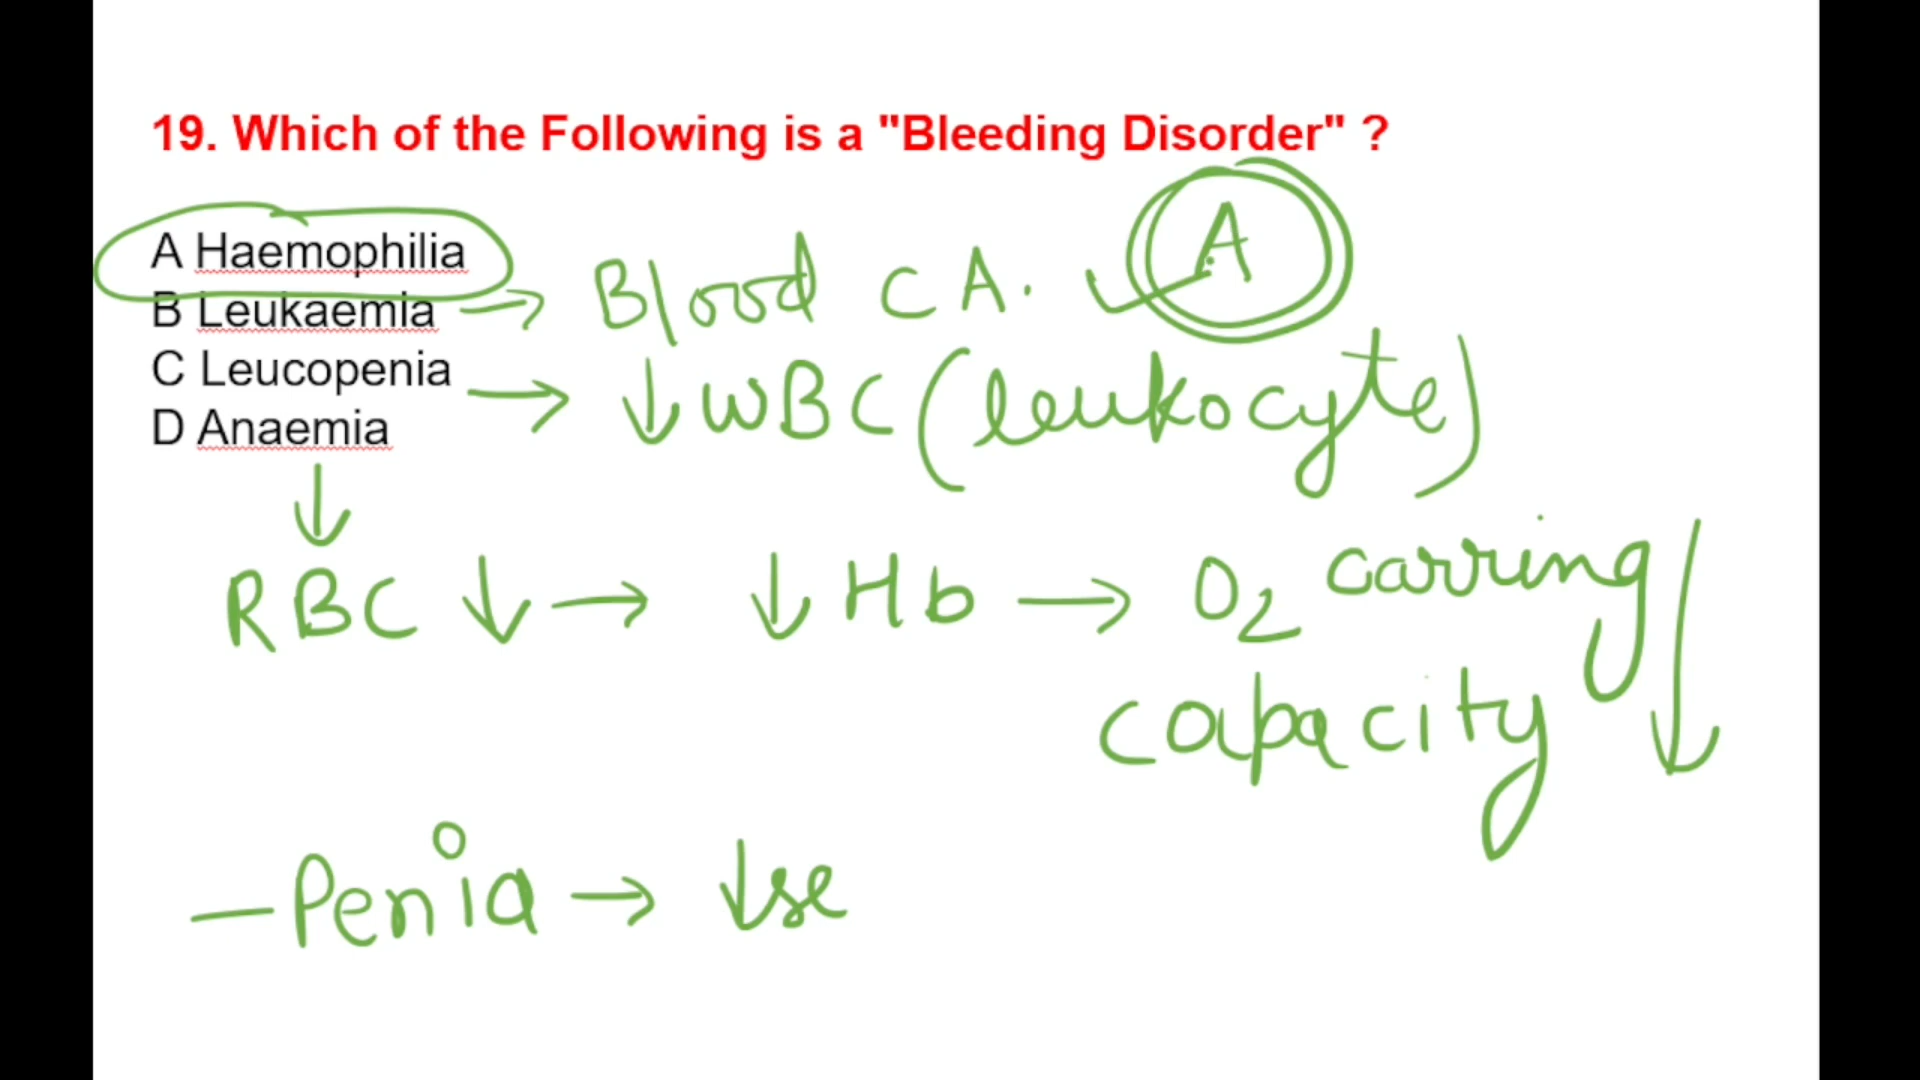 19. Which of the Following is a "Bleeding Disorder" ?
A Haemophilia
B Leukaemia → Blood CA. A
C Leucopenia → ↓ WBC (leukocyte)
D Anaemia
↓
RBC ↓ → ↓ Hb → O2 carring
capacity ↓
— Penia → ↓se